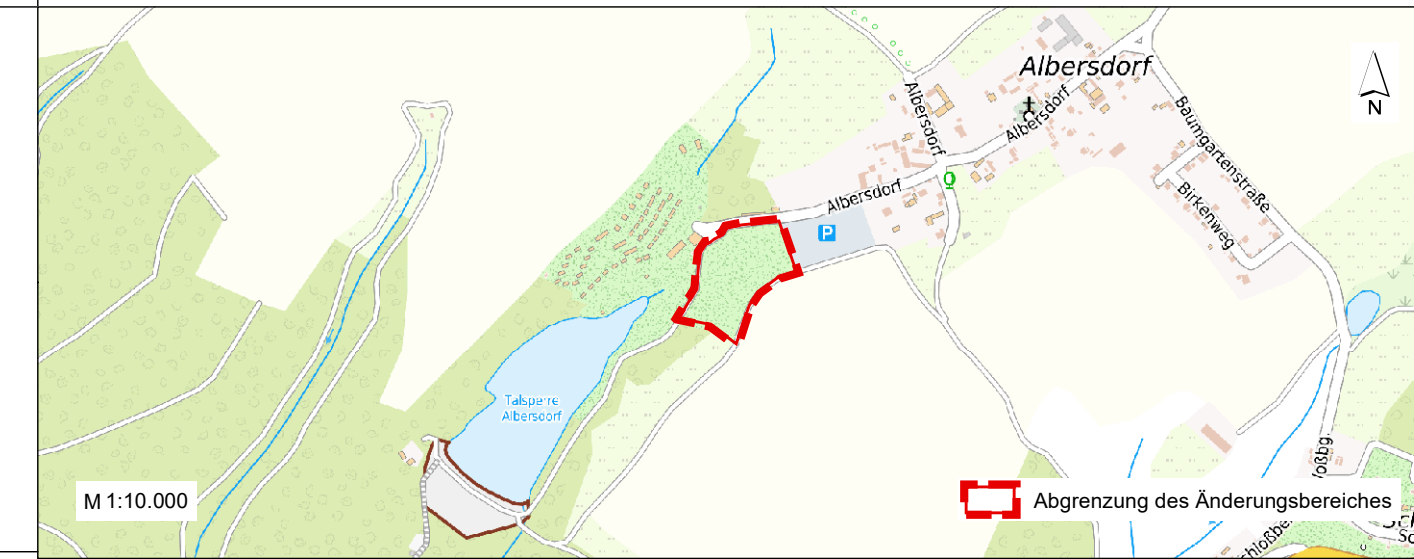 Albersdorf
N
Albersdorf
Albersdorf
Baumgartenstraße
Birkenweg
Albersdorf
P
Talsperre
Albersdorf
M 1:10.000
Abgrenzung des Änderungsbereiches